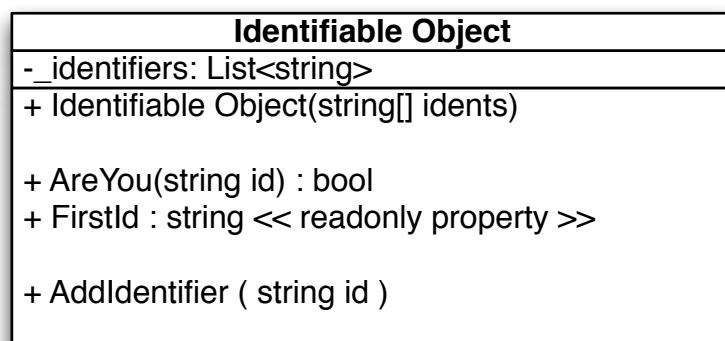 Identifiable Object
-_identifiers: List<string>
+ Identifiable Object(string[] idents)
+ AreYou(string id) : bool
+ FirstId : string << readonly property >>
+ AddIdentifier ( string id )